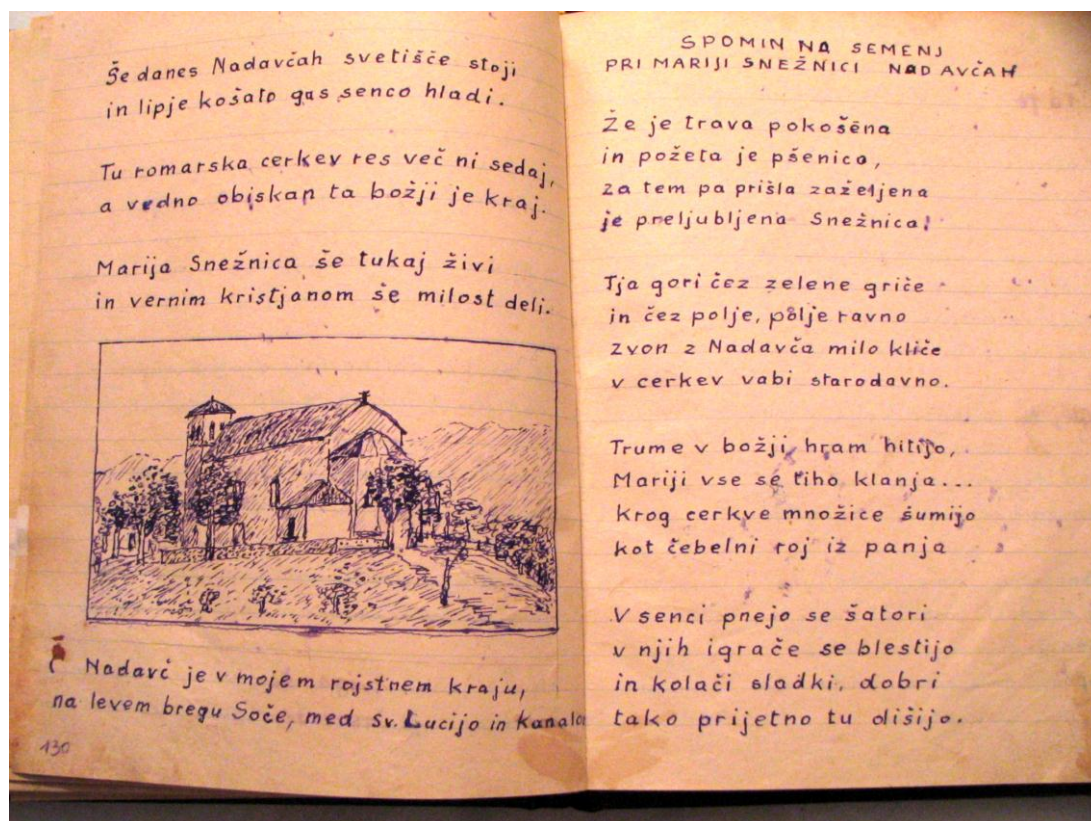 Še danes Nadavčah svetišče stoji
in lipje košato gas senco hladi.
Tu romarska cerkev res več ni sedaj,
a vedno obiskan ta božji je kraj.
Marija Snežnica še tukaj živi
in vernim kristjanom še milost deli.
Nadavč je v mojem rojstnem kraju,
na levem bregu Soče, med sv. Lucijo in Kanalom
130
SPOMIN NA SEMENJ
PRI MARIJI SNEŽNICI NADAVČAH
Že je trava pokošena
in požeta je pšenica,
za tem pa prišla zaželjena
je preljubljena Snežnica!
Tja gori čez zelene griče
in čez polje, polje ravno
zvon z Nadavča milo kliče
v cerkev vabi starodavno.
Trume v božji hram hitijo,
Mariji vse se tiho klanja...
krog cerkve množice šumijo
kot čebelni roj iz panja
V senci pnejo se šatori
v njih igrače se blestijo
in kolači sladki, dobri
tako prijetno tu dišijo.